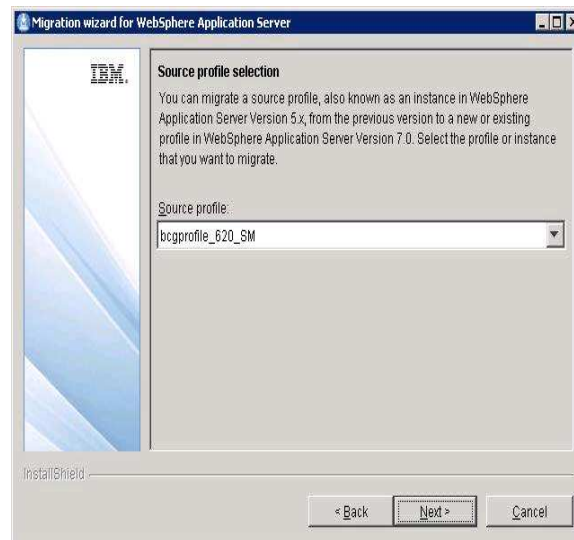 Migration wizard for WebSphere Application Server
IBM.
Source profile selection
You can migrate a source profile, also known as an instance in WebSphere
Application Server Version 5.x, from the previous version to a new or existing
profile in WebSphere Application Server Version 7.0. Select the profile or instance
that you want to migrate.
Source profile:
bcgprofile_620_SM
InstallShield
< Back
Next >
Cancel